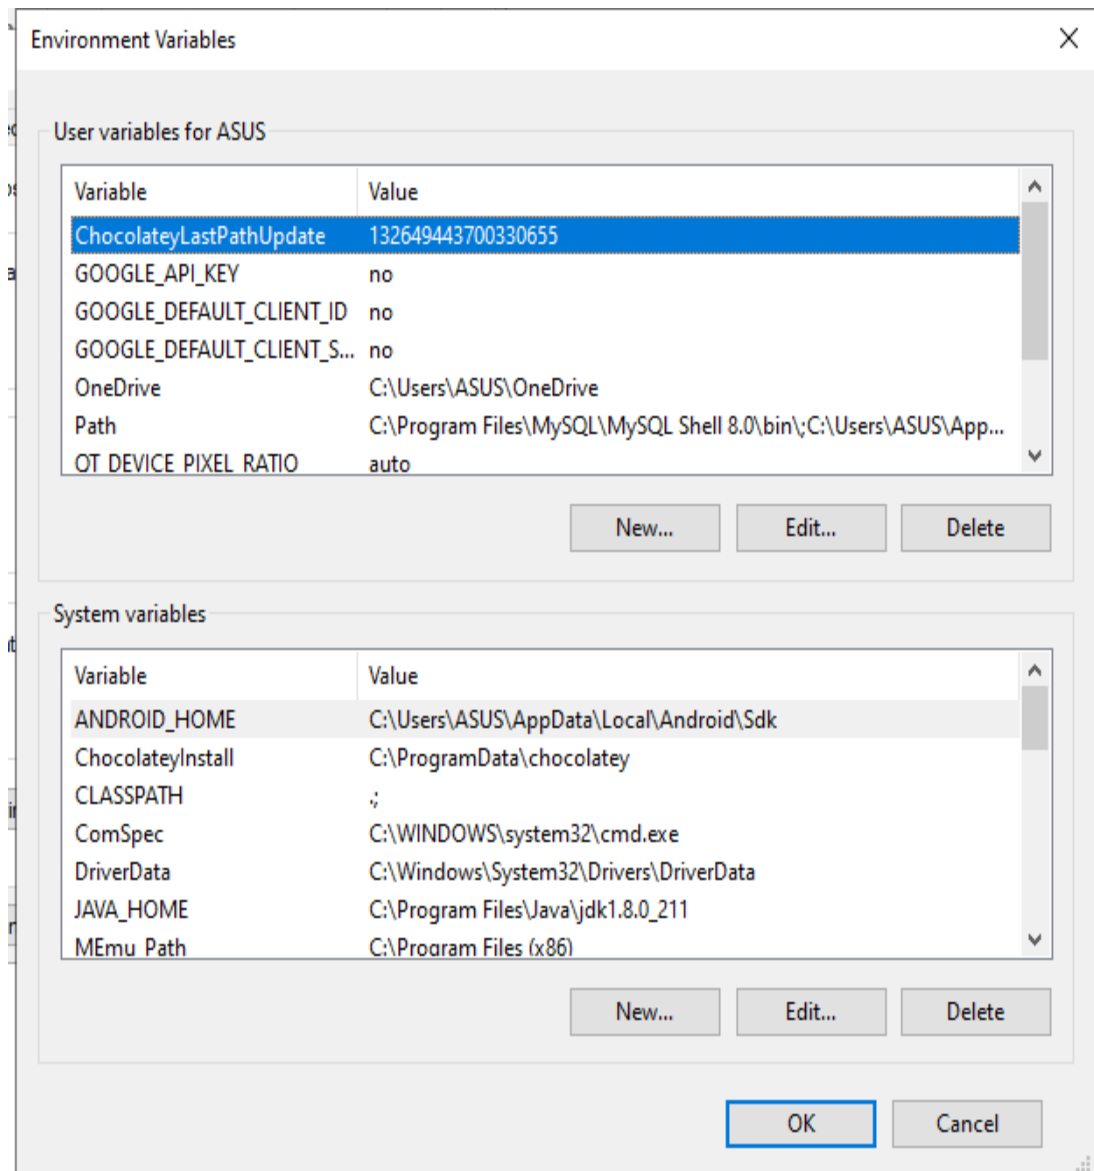 Environment Variables
User variables for ASUS
Variable Value
ChocolateyLastPathUpdate 132649443700330655
GOOGLE_API_KEY no
GOOGLE_DEFAULT_CLIENT_ID no
GOOGLE_DEFAULT_CLIENT_S... no
OneDrive C:\Users\ASUS\OneDrive
Path C:\Program Files\MySQL\MySQL Shell 8.0\bin\;C:\Users\ASUS\App...
QT_DEVICE_PIXEL_RATIO auto
New... Edit... Delete
System variables
Variable Value
ANDROID_HOME C:\Users\ASUS\AppData\Local\Android\Sdk
ChocolateyInstall C:\ProgramData\chocolatey
CLASSPATH .;
ComSpec C:\WINDOWS\system32\cmd.exe
DriverData C:\Windows\System32\Drivers\DriverData
JAVA_HOME C:\Program Files\Java\jdk1.8.0_211
MEmu_Path C:\Program Files (x86)
New... Edit... Delete
OK Cancel